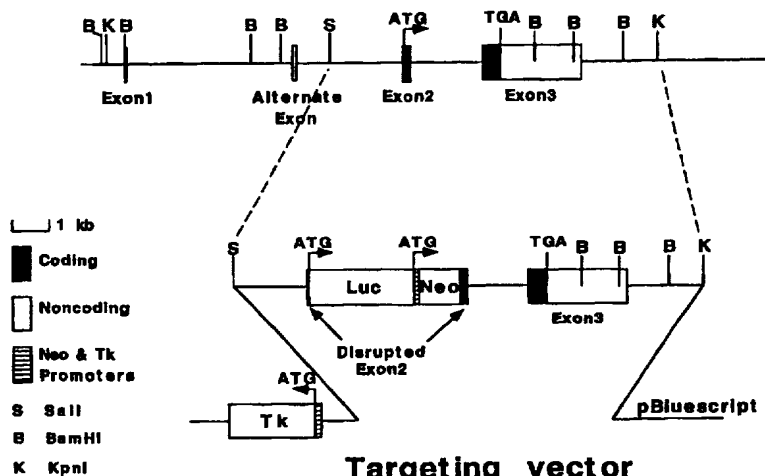 B K B B B S ATG TGA B B B K
Exon1 Alternate Exon Exon2 Exon3
1 kb
Coding
Noncoding
Neo & Tk
Promoters
S SalI
B BamHI
K KpnI
S ATG ATG TGA B B B K
Luc Neo
Exon3
Disrupted
Exon2
ATG
Tk
pBluescript
Targeting vector